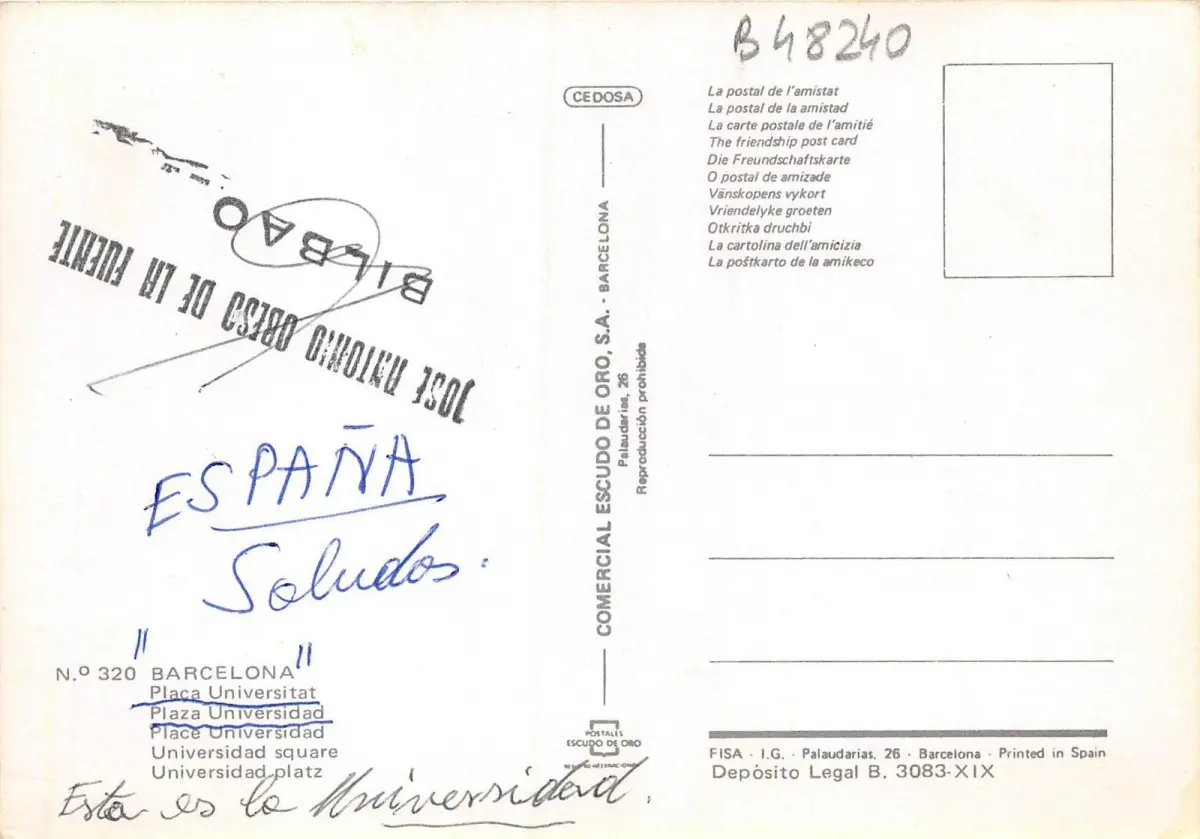 B 48240
BILBAO
JOSE ANTONIO OBESO DE LA FUENTE
ESPAÑA
Saludos.
N.º 320 "BARCELONA"
Placa Universitat
Plaza Universidad
Place Universidad
Universidad square
Universidad platz
Esta es la Universidad.
CEDOSA
COMERCIAL ESCUDO DE ORO, S.A. - BARCELONA
Palaudarias, 26
Reproducción prohibida
POSTALES
ESCUDO DE ORO
La postal de l'amistat
La postal de la amistad
La carte postale de l'amitié
The friendship post card
Die Freundschaftskarte
O postal de amizade
Vänskopens vykort
Vriendelyke groeten
Otkritka druchbi
La cartolina dell'amicizia
La poŝtkarto de la amikeco
FISA - I.G. - Palaudarias, 26 - Barcelona - Printed in Spain
Depòsito Legal B. 3083-XIX